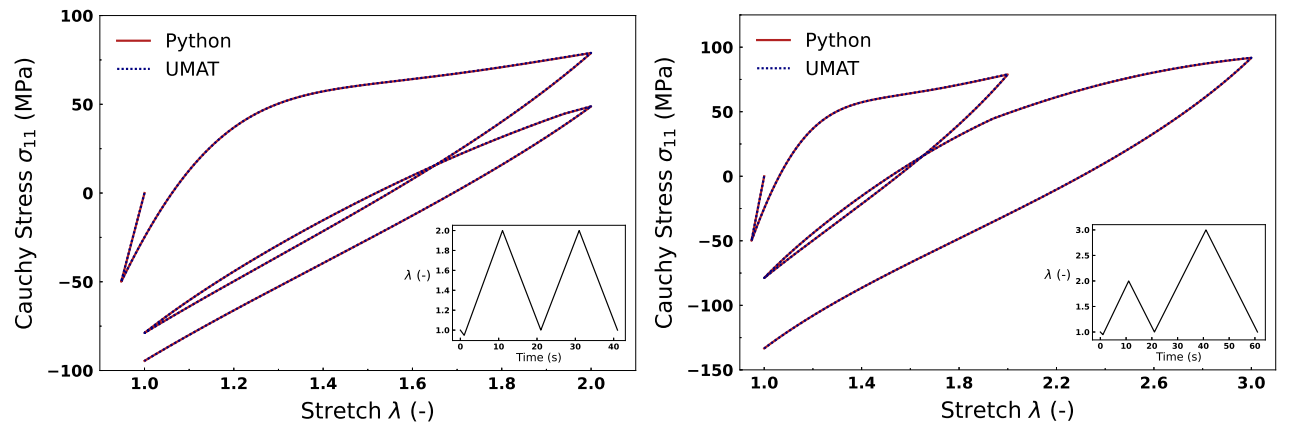 Python
UMAT
Cauchy Stress σ11 (MPa)
100
50
0
−50
−100
1.0 1.2 1.4 1.6 1.8 2.0
Stretch λ (-)
λ (-)
2.0
1.8
1.6
1.4
1.2
1.0
0 10 20 30 40
Time (s)
Python
UMAT
Cauchy Stress σ11 (MPa)
100
50
0
−50
−100
−150
1.0 1.4 1.8 2.2 2.6 3.0
Stretch λ (-)
λ (-)
3.0
2.5
2.0
1.5
1.0
0 10 20 30 40 50 60
Time (s)